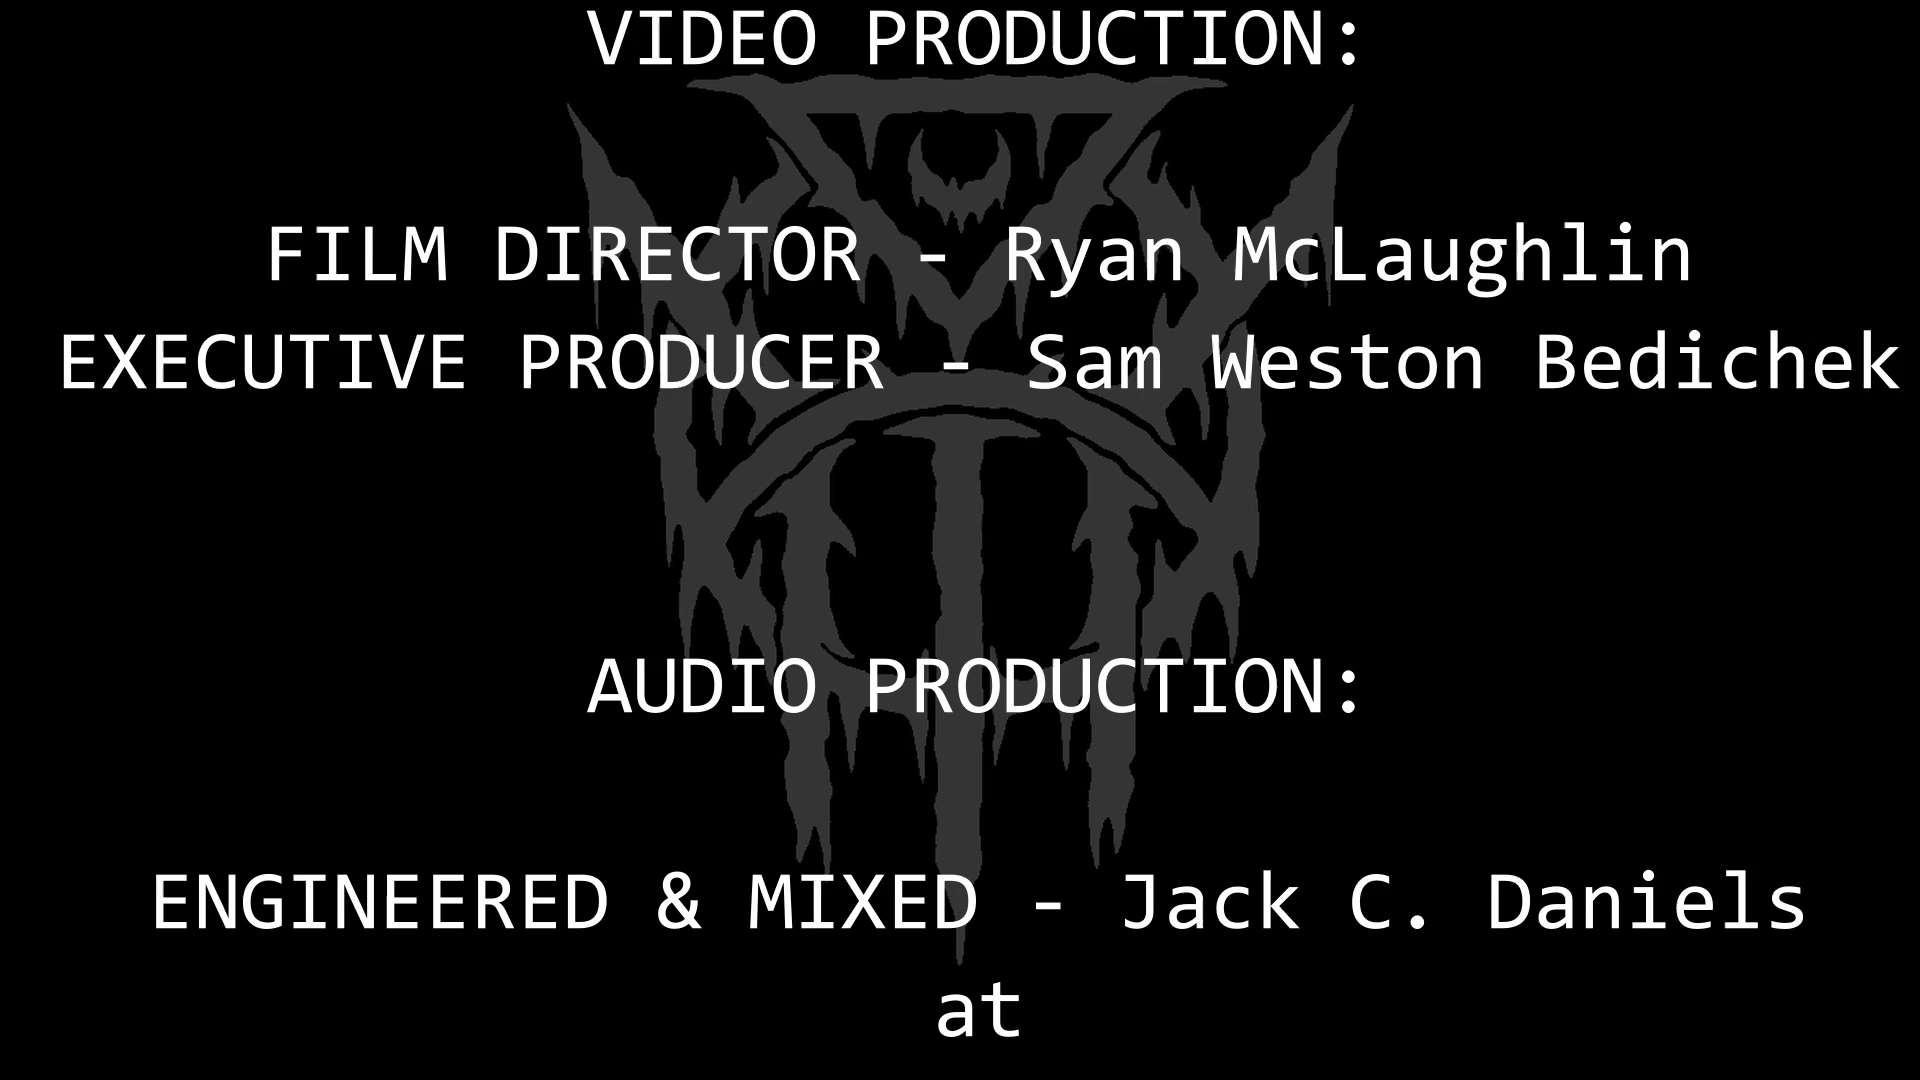 VIDEO PRODUCTION:
FILM DIRECTOR - Ryan McLaughlin
EXECUTIVE PRODUCER - Sam Weston Bedichek
AUDIO PRODUCTION:
ENGINEERED & MIXED - Jack C. Daniels
at